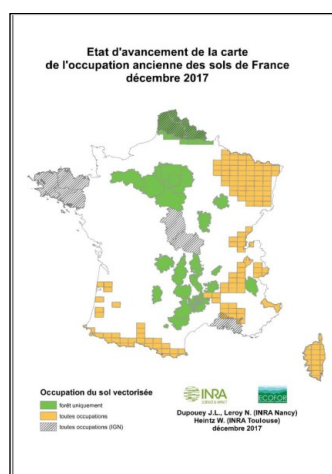 Etat d'avancement de la carte
de l'occupation ancienne des sols de France
décembre 2017
Occupation du sol vectorisée
forêt uniquement
toutes occupations
toutes occupations (IGN)
INRA
ECOFOR
Dupouey J.L., Leroy N. (INRA Nancy)
Heintz W. (INRA Toulouse)
décembre 2017